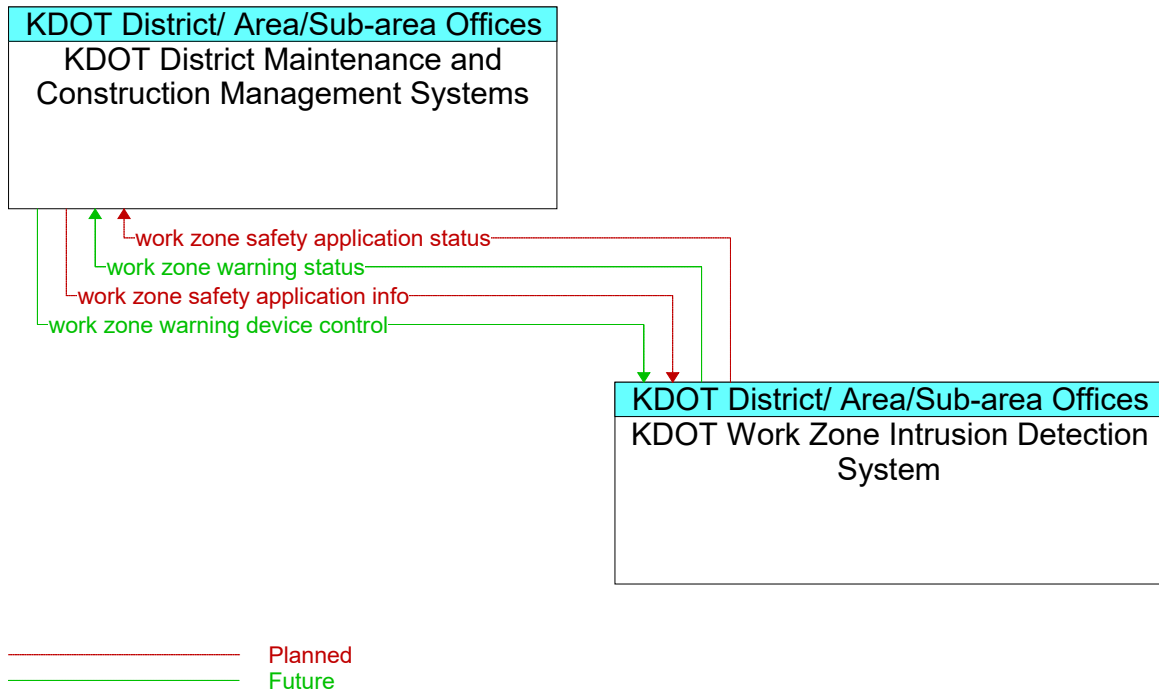 KDOT District/ Area/Sub-area Offices
KDOT District Maintenance and
Construction Management Systems
work zone safety application status
work zone warning status
work zone safety application info
work zone warning device control
KDOT District/ Area/Sub-area Offices
KDOT Work Zone Intrusion Detection
System
Planned
Future